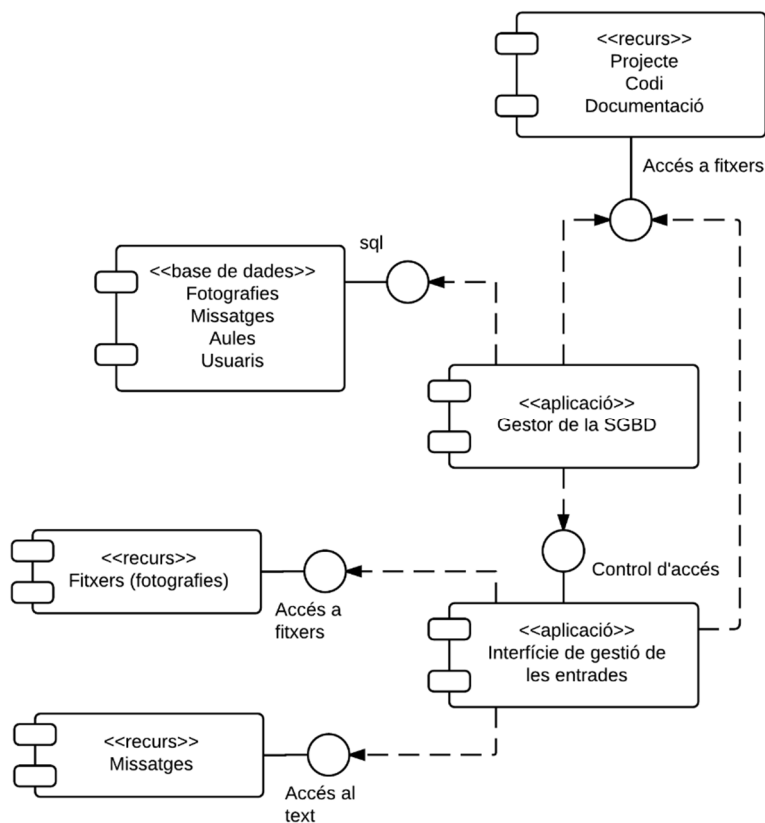 <<recurs>>
Projecte
Codi
Documentació
Accés a fitxers
sql
<<base de dades>>
Fotografies
Missatges
Aules
Usuaris
<<aplicació>>
Gestor de la SGBD
<<recurs>>
Fitxers (fotografies)
Accés a
fitxers
Control d'accés
<<aplicació>>
Interfície de gestió de
les entrades
<<recurs>>
Missatges
Accés al
text